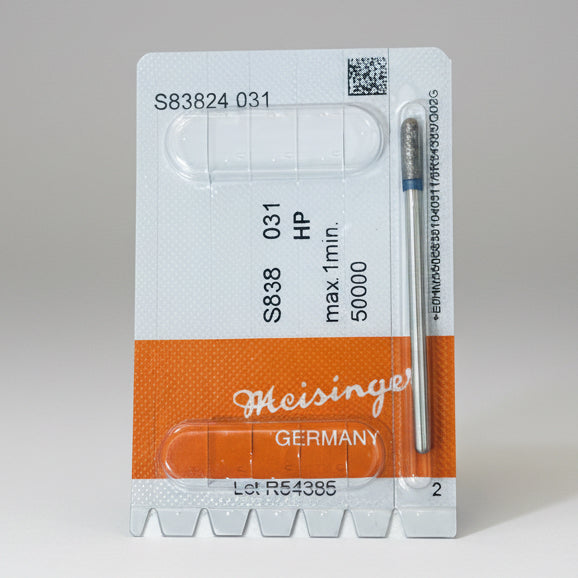 S83824 031
S838 031
HP
max. 1min.
50000
Meisinger
GERMANY
Lot R54385
2